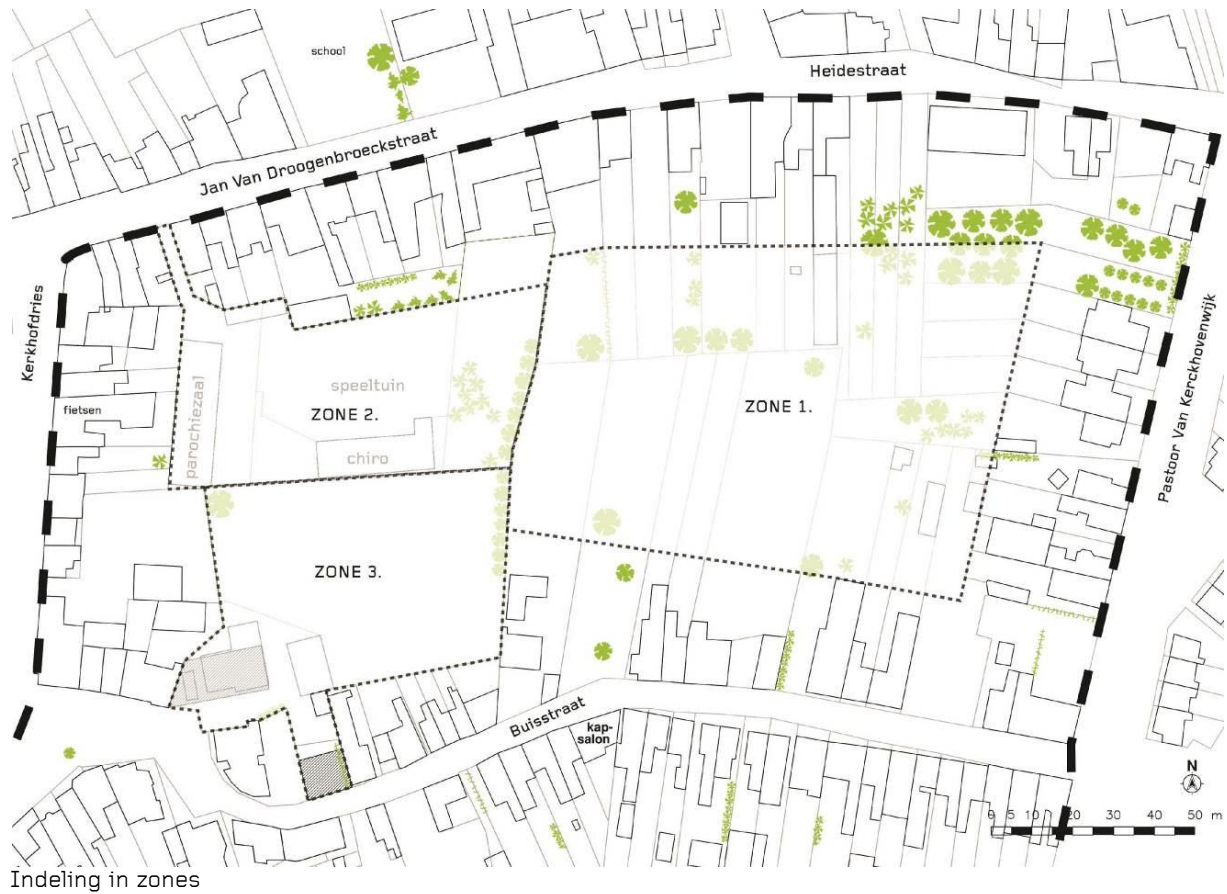 school
Heidestraat
Jan Van Droogenbroeckstraat
Kerkhofdries
fietsen
parochiezaal
speeltuin
ZONE 2.
chiro
ZONE 1.
Pastoor Van Kerckhovenwijk
ZONE 3.
Buisstraat
kap-
salon
N
0 5 10 20 30 40 50 m
Indeling in zones